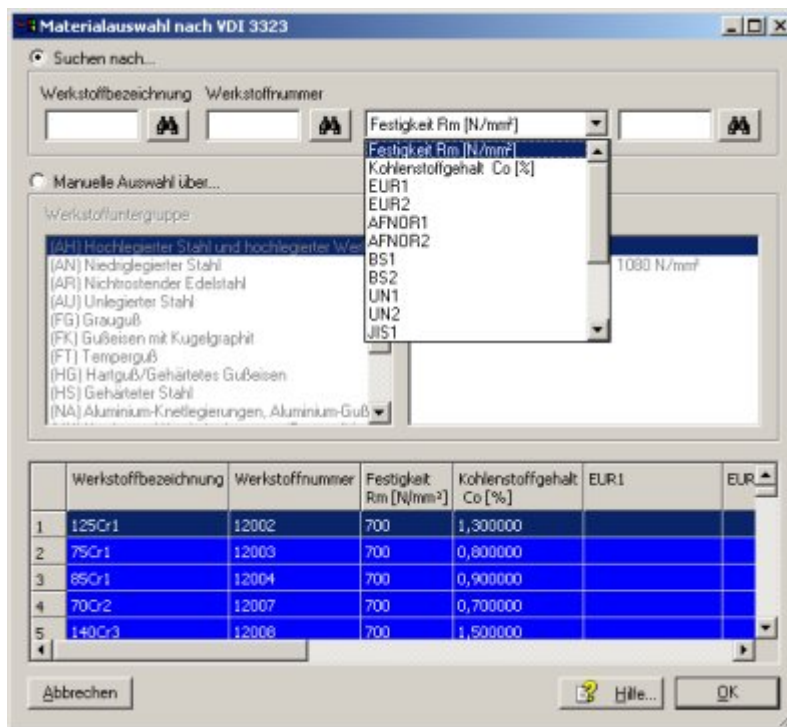 Materialauswahl nach VDI 3323
Suchen nach...
Werkstoffbezeichnung Werkstoffnummer
Festigkeit Rm [N/mm²]
Festigkeit Rm [N/mm²]
Kohlenstoffgehalt Co [%]
EUR1
EUR2
AFNOR1
AFNOR2
BS1
BS2
UN1
UN2
JIS1
Manuelle Auswahl über...
Werkstoffuntergruppe
(AH) Hochlegierter Stahl und hochlegierter We
(AN) Niedriglegierter Stahl
(AR) Nichtrostender Edelstahl
(AU) Unlegierter Stahl
(FG) Grauguß
(FK) Gußeisen mit Kugelgraphit
(FT) Temperguß
(HG) Hartguß/Gehärtetes Gußeisen
(HS) Gehärteter Stahl
(NA) Aluminium-Knetlegierungen, Aluminium-Guß
1080 N/mm²
Werkstoffbezeichnung Werkstoffnummer Festigkeit Rm [N/mm²] Kohlenstoffgehalt Co [%] EUR1 EUR
1 125Cr1 12002 700 1,300000
2 75Cr1 12003 700 0,800000
3 85Cr1 12004 700 0,900000
4 70Cr2 12007 700 0,700000
5 140Cr3 12008 700 1,500000
Abbrechen Hilfe... OK